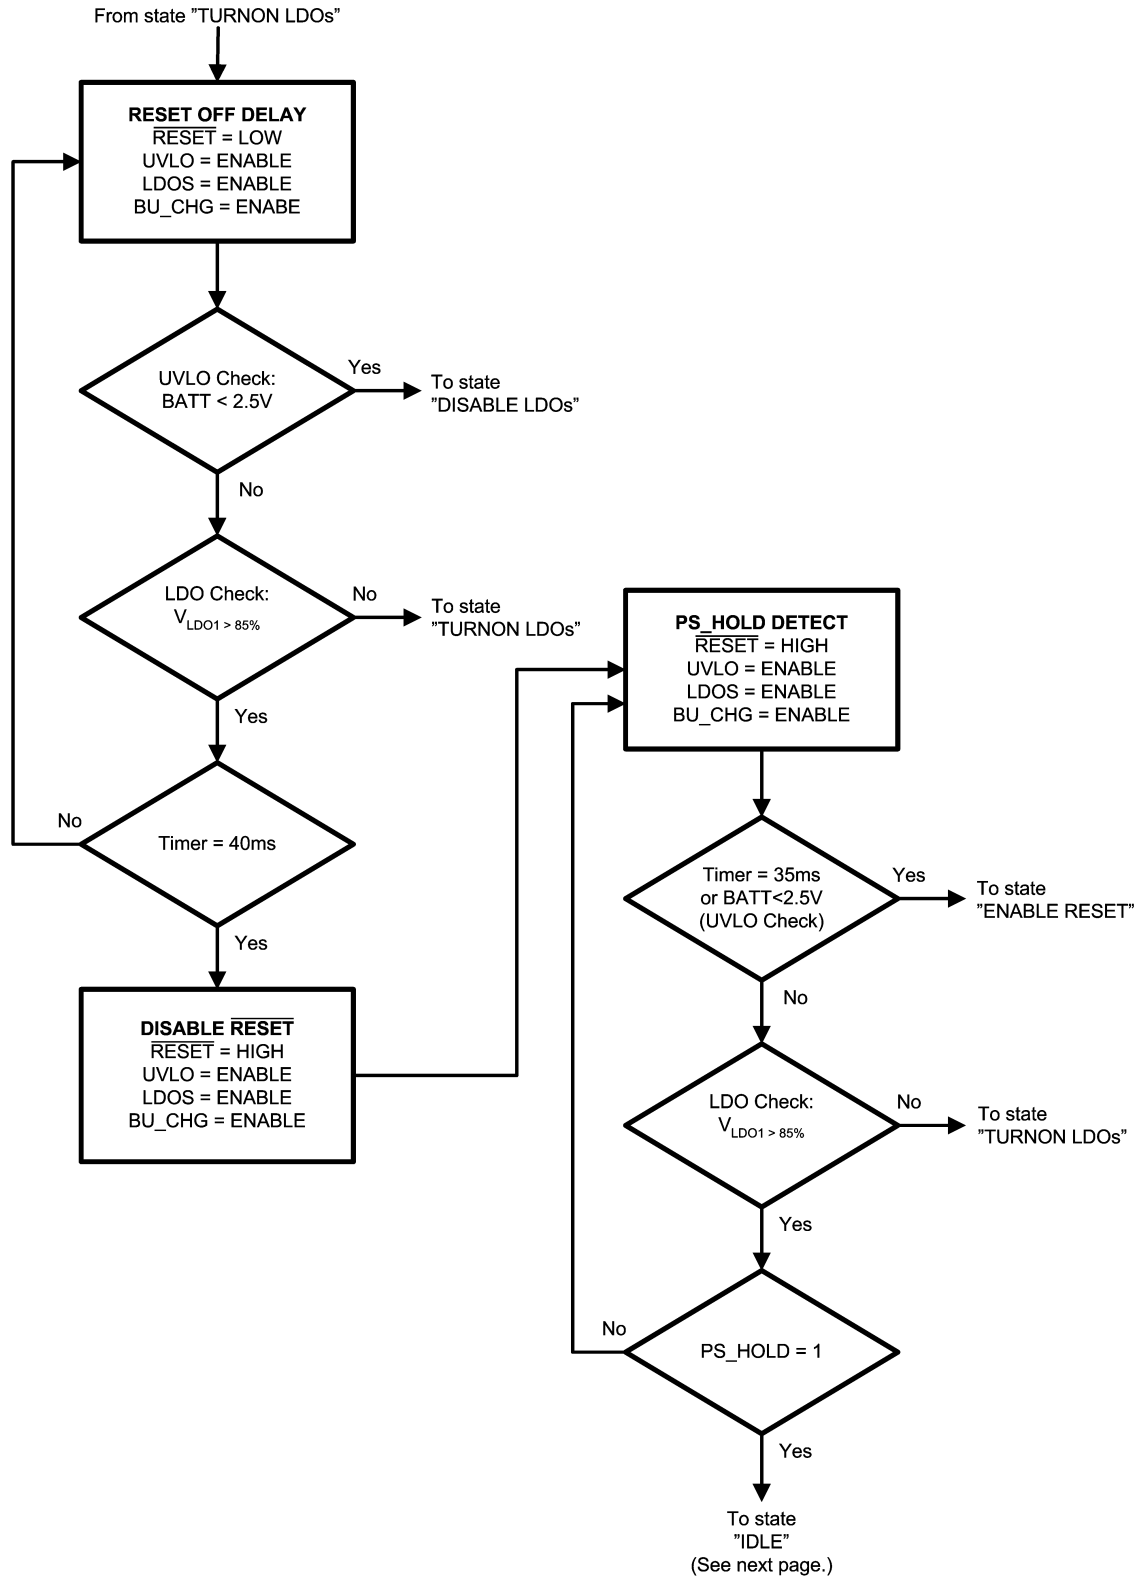 From state ”TURNON LDOs”
RESET OFF DELAY
RESET = LOW
UVLO = ENABLE
LDOS = ENABLE
BU_CHG = ENABE
UVLO Check:
BATT < 2.5V
Yes
To state
”DISABLE LDOs”
No
LDO Check:
VLDO1 > 85%
No
To state
”TURNON LDOs”
Yes
Timer = 40ms
No
Yes
DISABLE RESET
RESET = HIGH
UVLO = ENABLE
LDOS = ENABLE
BU_CHG = ENABLE
PS_HOLD DETECT
RESET = HIGH
UVLO = ENABLE
LDOS = ENABLE
BU_CHG = ENABLE
Timer = 35ms
or BATT<2.5V
(UVLO Check)
Yes
To state
”ENABLE RESET”
No
LDO Check:
VLDO1 > 85%
No
To state
”TURNON LDOs”
Yes
PS_HOLD = 1
No
Yes
To state
”IDLE”
(See next page.)